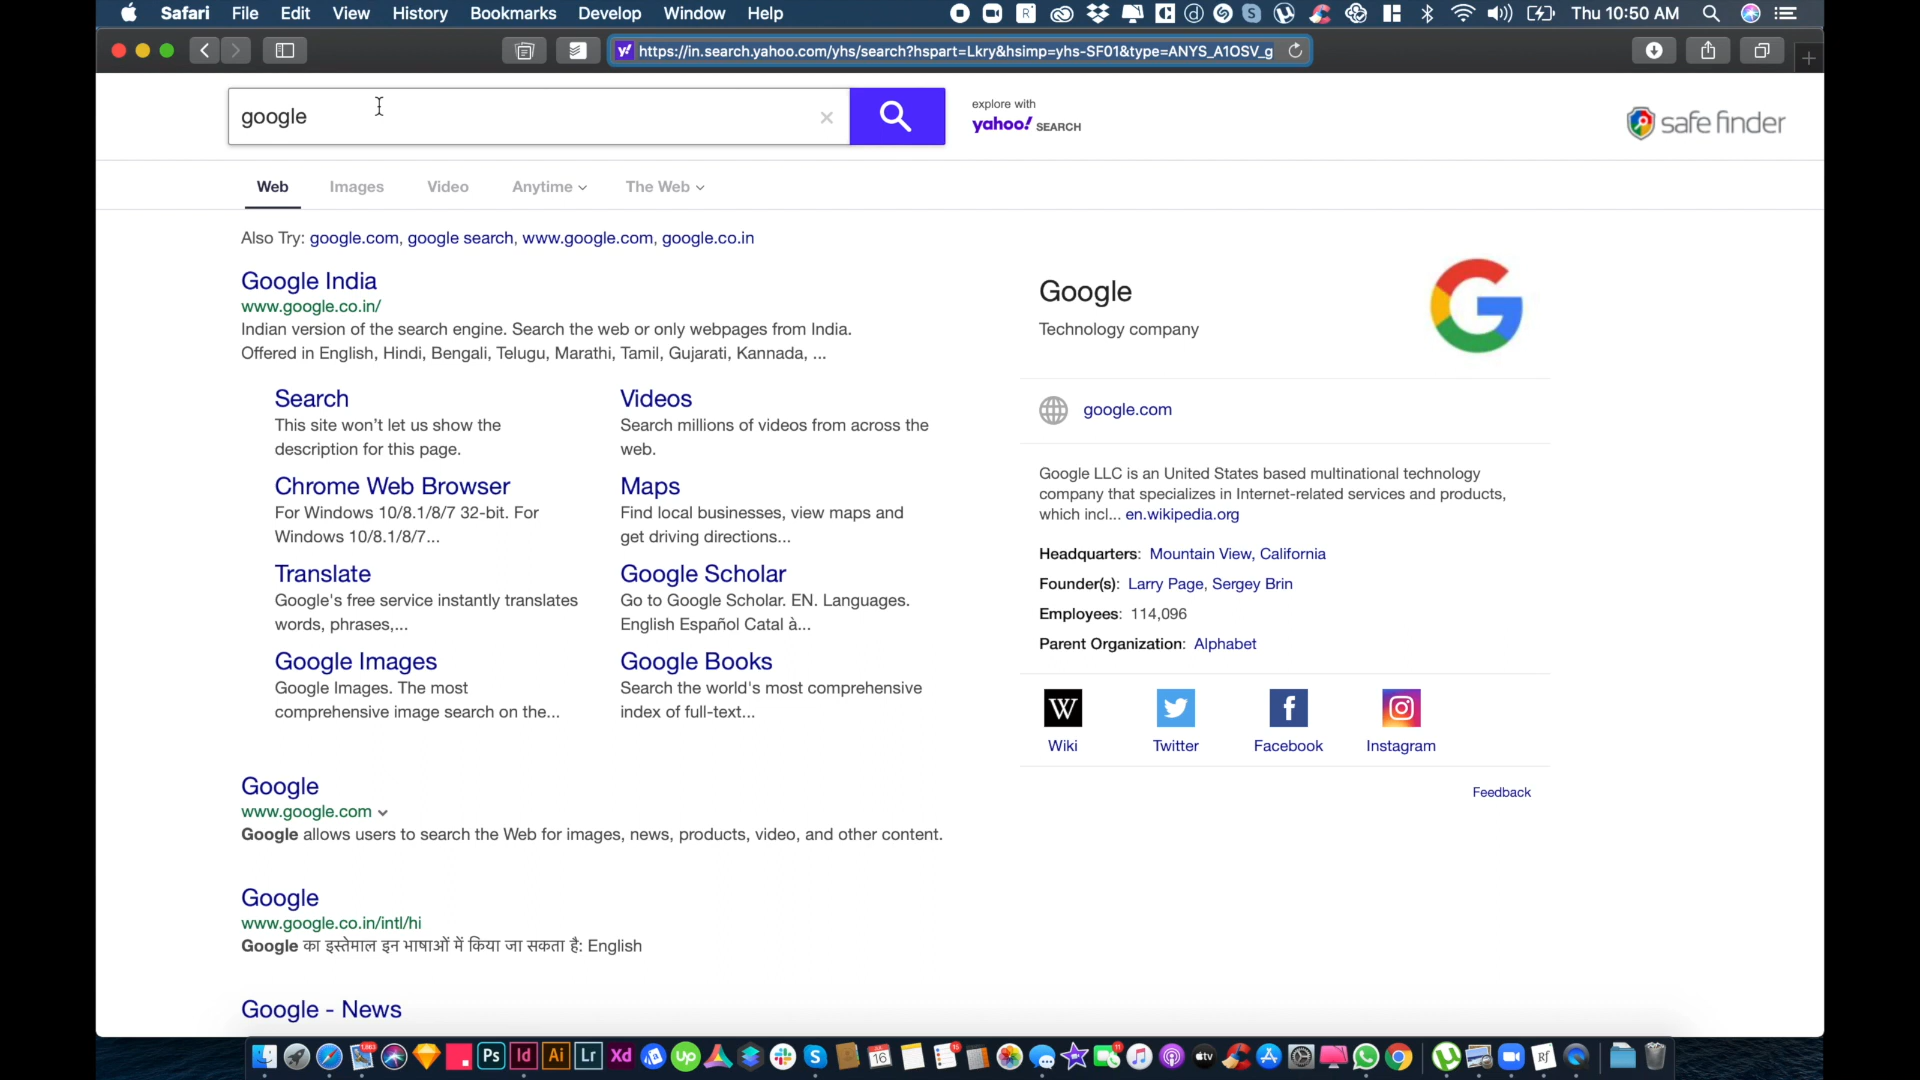 Safari File Edit View History Bookmarks Develop Window Help Thu 10:50 AM
https://in.search.yahoo.com/yhs/search?hspart=Lkry&hsimp=yhs-SF01&type=ANYS_A1OSV_g
google
explore with
yahoo! SEARCH
safe finder
Web Images Video Anytime The Web
Also Try: google.com, google search, www.google.com, google.co.in
Google India
www.google.co.in/
Indian version of the search engine. Search the web or only webpages from India.
Offered in English, Hindi, Bengali, Telugu, Marathi, Tamil, Gujarati, Kannada, ...
Search
This site won't let us show the
description for this page.
Videos
Search millions of videos from across the
web.
Chrome Web Browser
For Windows 10/8.1/8/7 32-bit. For
Windows 10/8.1/8/7...
Maps
Find local businesses, view maps and
get driving directions...
Translate
Google's free service instantly translates
words, phrases,...
Google Scholar
Go to Google Scholar. EN. Languages.
English Español Catal à...
Google Images
Google Images. The most
comprehensive image search on the...
Google Books
Search the world's most comprehensive
index of full-text...
Google
www.google.com
Google allows users to search the Web for images, news, products, video, and other content.
Google
www.google.co.in/intl/hi
Google का इस्तेमाल इन भाषाओं में किया जा सकता है: English
Google - News
Google
Technology company
google.com
Google LLC is an United States based multinational technology
company that specializes in Internet-related services and products,
which incl... en.wikipedia.org
Headquarters: Mountain View, California
Founder(s): Larry Page, Sergey Brin
Employees: 114,096
Parent Organization: Alphabet
W
Wiki Twitter Facebook Instagram
Feedback
Ps Id Ai Lr Xd Up 16 tv Rf